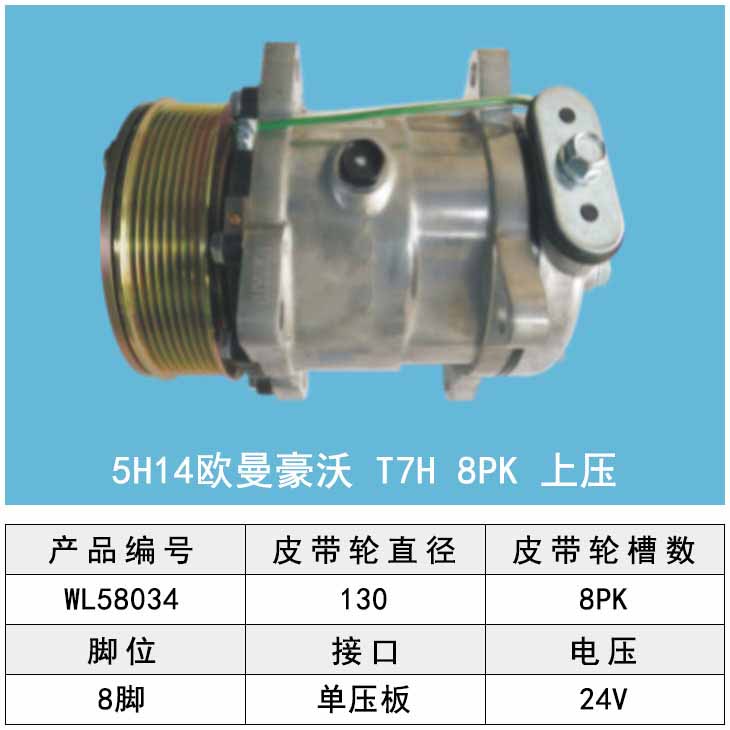 5H14欧曼豪沃 T7H 8PK 上压
产品编号 皮带轮直径 皮带轮槽数
WL58034 130 8PK
脚位 接口 电压
8脚 单压板 24V